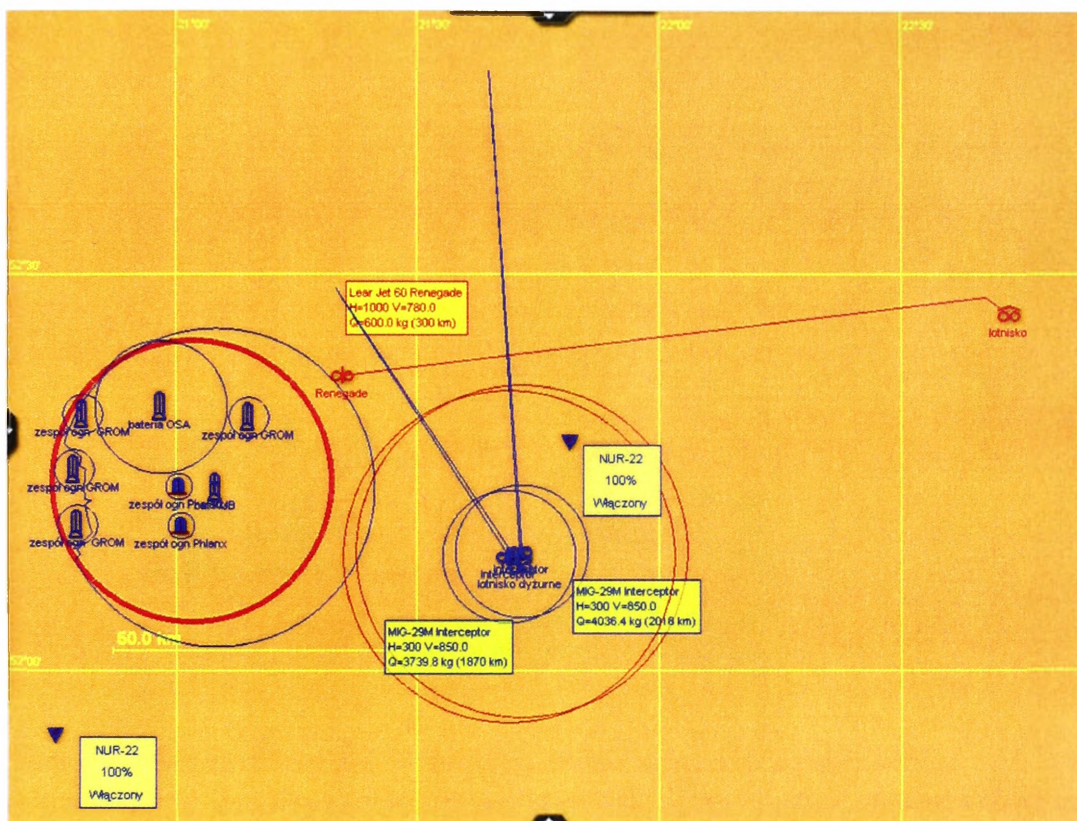 21°00'
21°30'
22°00'
22°30'
52°30'
Lear Jet 60 Renegade
H=1000 V=780.0
Q=600.0 kg (300 km)
lotnisko
Renegade
zespół ogn GROM
bateria OSA
zespół ogn GROM
NUR-22
100%
Włączony
zespół ogn GROM
zespół ogn
zespół ogn GROM
zespół ogn Phlanx
Interceptor
lotnisko dyżurne
MIG-29M Interceptor
H=300 V=850.0
Q=4036.4 kg (2018 km)
60.0 km
MIG-29M Interceptor
H=300 V=850.0
Q=3739.8 kg (1870 km)
52°00'
NUR-22
100%
Włączony